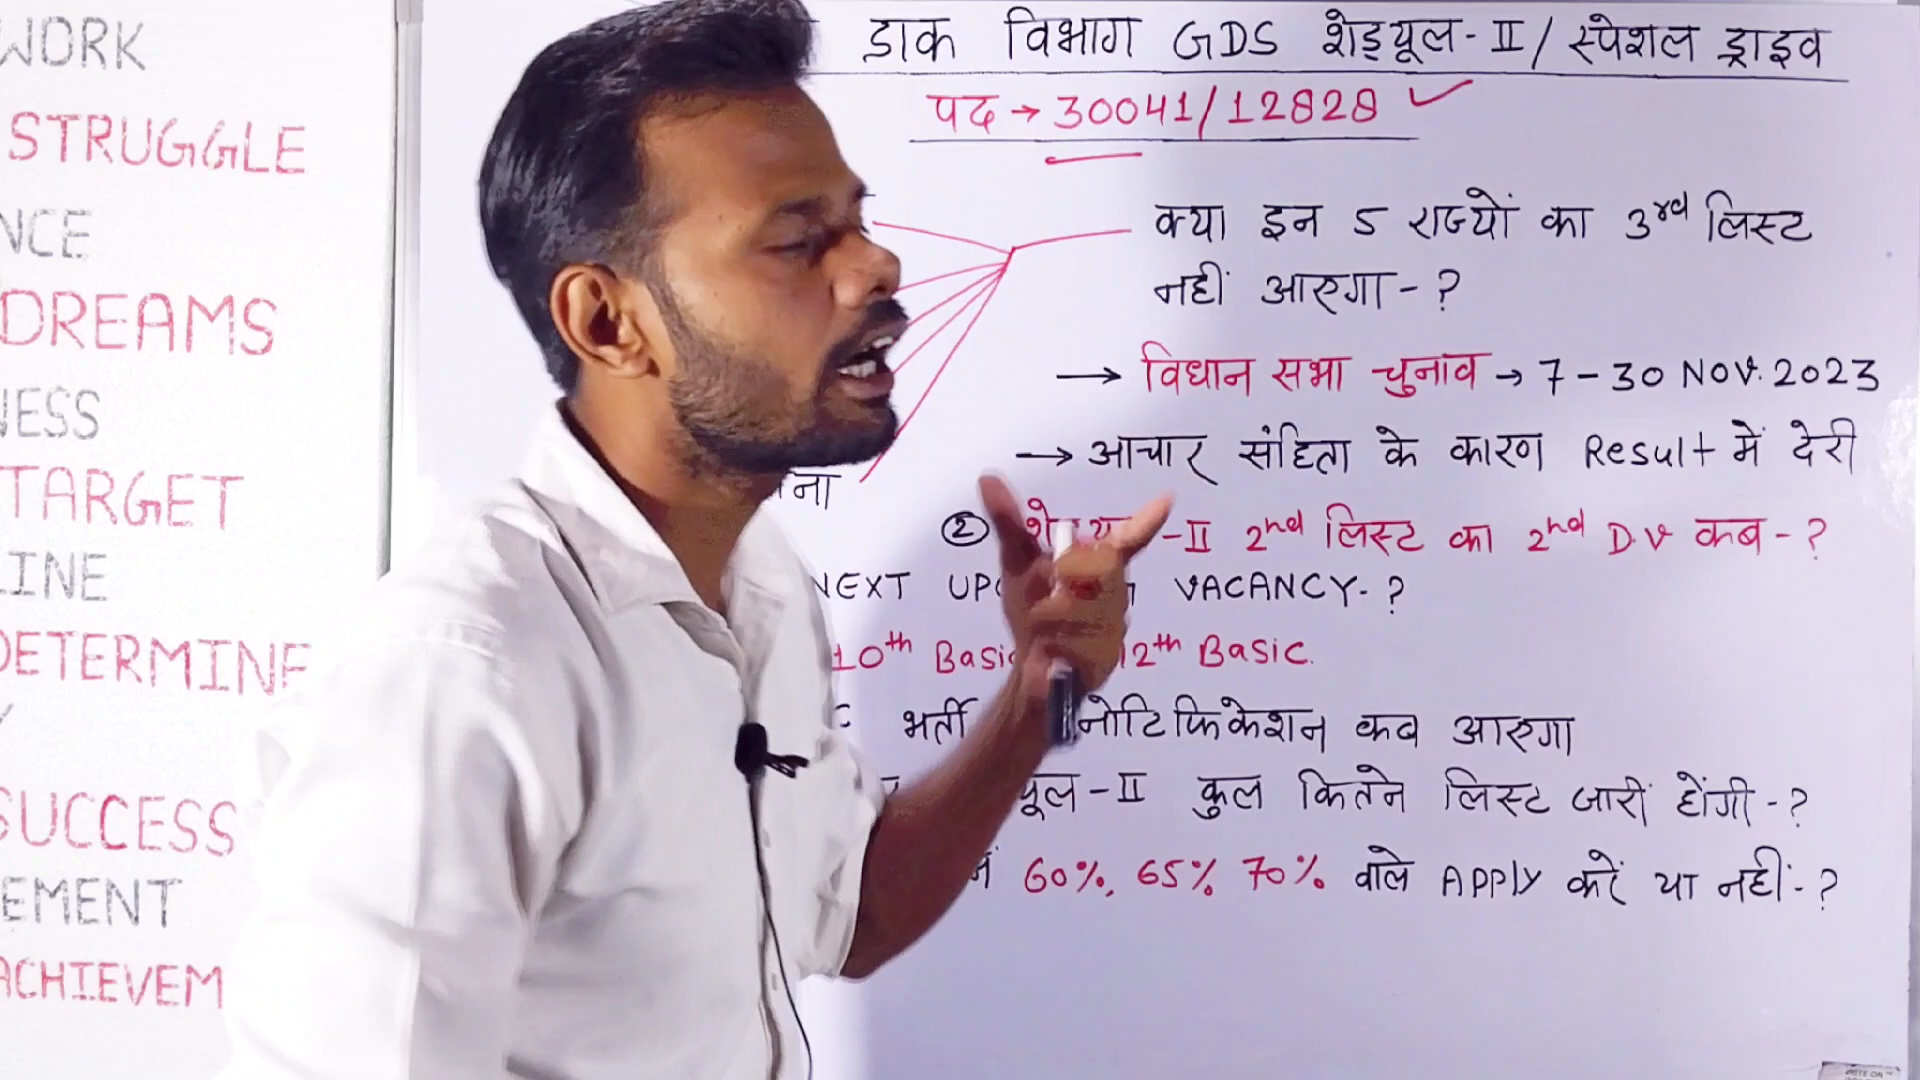 WORK
STRUGGLE
NCE
DREAMS
NESS
TARGET
INE
DETERMINE
SUCCESS
EMENT
ACHIEVEM
डाक विभाग GDS शेड्यूल-II/स्पेशल ड्राइव
पद → 30041/12828 ✓
क्या इन 5 राज्यों का 3rd लिस्ट
नहीं आएगा-?
→ विधान सभा चुनाव → 7-30 NOV. 2023
→ आचार संहिता के कारण Result में देरी
ना
② -II 2nd लिस्ट का 2nd D.V कब-?
NEXT VACANCY-?
10th Basic 12th Basic.
भर्ती नोटिफिकेशन कब आएगा
यूल-II कुल कितने लिस्ट जारी होंगी-?
60%, 65% 70% वाले APPLY करें या नहीं-?